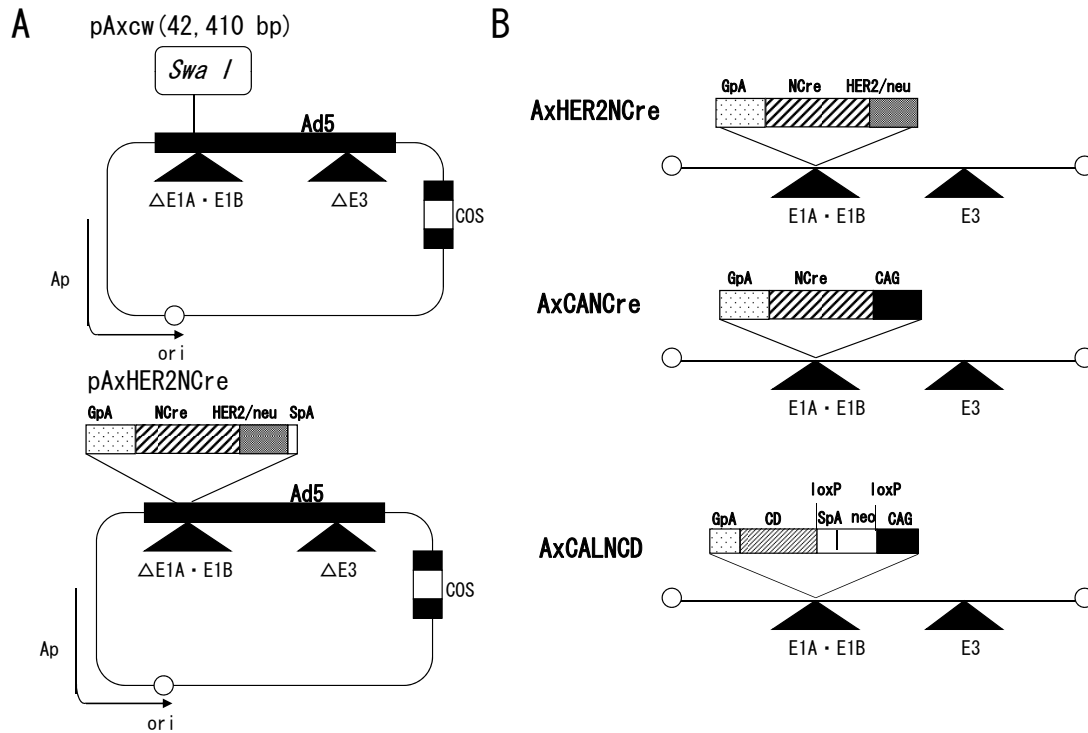 A
pAxcw(42,410 bp)
Swa I
Ad5
△E1A・E1B
△E3
COS
Ap
ori
pAxHER2NCre
GpA NCre HER2/neu SpA
Ad5
△E1A・E1B
△E3
COS
Ap
ori
B
AxHER2NCre
GpA NCre HER2/neu
E1A・E1B
E3
AxCANCre
GpA NCre CAG
E1A・E1B
E3
AxCALNCD
loxP loxP
GpA CD SpA neo CAG
E1A・E1B
E3